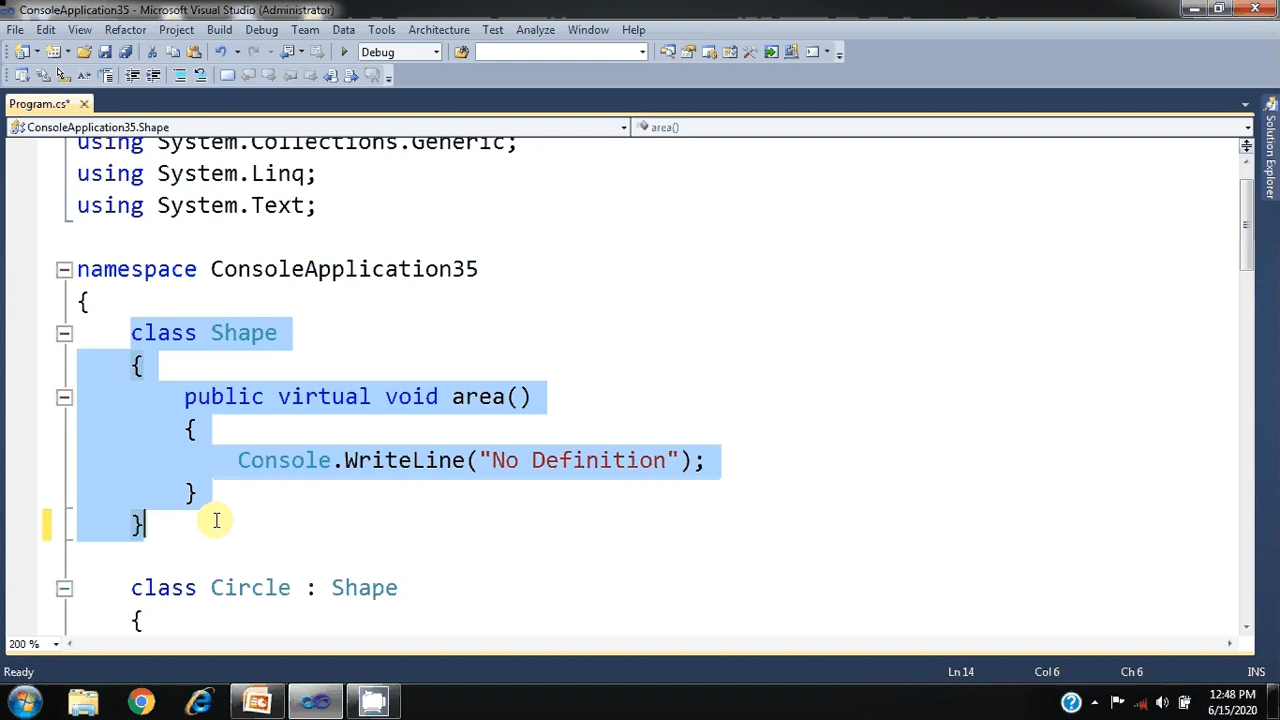 ConsoleApplication35 - Microsoft Visual Studio (Administrator)
File Edit View Refactor Project Build Debug Team Data Tools Architecture Test Analyze Window Help
Debug
Program.cs*
ConsoleApplication35.Shape area()
using System.Collections.Generic;
using System.Linq;
using System.Text;
namespace ConsoleApplication35
{
class Shape
{
public virtual void area()
{
Console.WriteLine("No Definition");
}
}
class Circle : Shape
{
200 %
Ready Ln 14 Col 6 Ch 6 INS
12:48 PM
6/15/2020
Solution Explorer